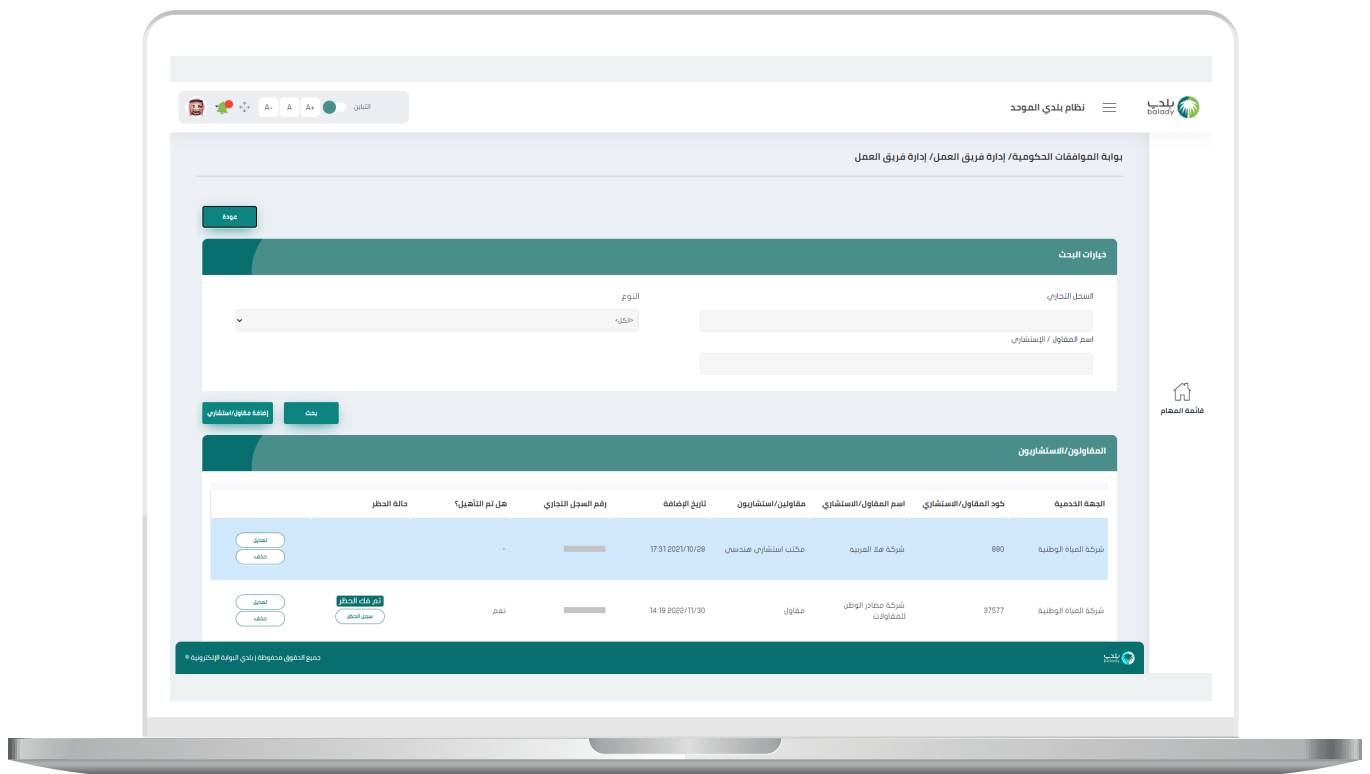 بلدي
balady
نظام بلدي الموحد
التباين
A+
A
A-
بوابة الموافقات الحكومية/ إدارة فريق العمل/ إدارة فريق العمل
عودة
خيارات البحث
السجل التجاري
النوع
<الكل>
اسم المقاول / الإستشاري
بحث
إضافة مقاول/استشاري
قائمة المهام
المقاولون/الاستشاريون
الجهة الخدمية كود المقاول/الاستشاري اسم المقاول/الاستشاري مقاولين/استشاريون تاريخ الإضافة رقم السجل التجاري هل تم التأهيل؟ حالة الحظر
شركة المياة الوطنية 880 شركة هلا العربيه مكتب استشاري هندسي 2021/10/28 17:31 -
تعديل
حذف
شركة المياة الوطنية 37577 شركة مصادر الوطن للمقاولات مقاول 2022/11/30 14:19 نعم
تم فك الحظر
سجل الحظر
تعديل
حذف
بلدي
balady
جميع الحقوق محفوظة | بلدي البوابة الإلكترونية ©